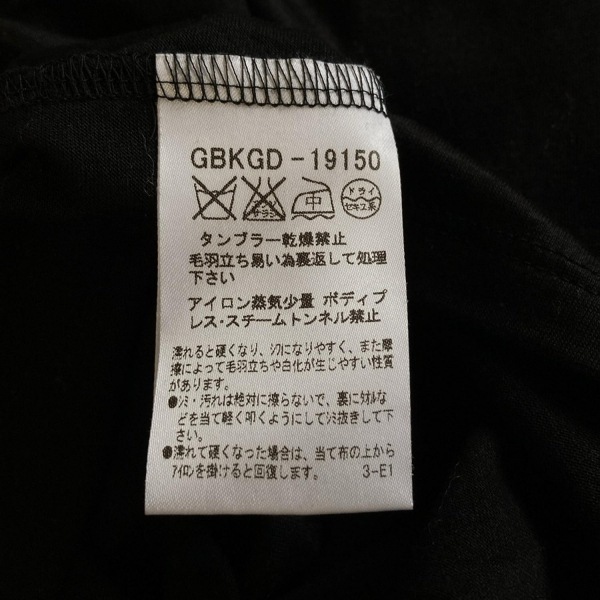 GBKGD-19150
エンソ サラシ 中 ドライ セキユ系
タンブラー乾燥禁止
毛羽立ち易い為裏返して処理
下さい
アイロン蒸気少量 ボディプ
レス・スチームトンネル禁止
濡れると硬くなり、シワになりやすく、また摩
擦によって毛羽立ちや白化が生じやすい性質
があります。
●シミ・汚れは絶対に擦らないで、裏にタオルな
どを当て軽く叩くようにしてシミ抜きして下
さい。
●濡れて硬くなった場合は、当て布の上から
アイロンを掛けると回復します。 3-E1